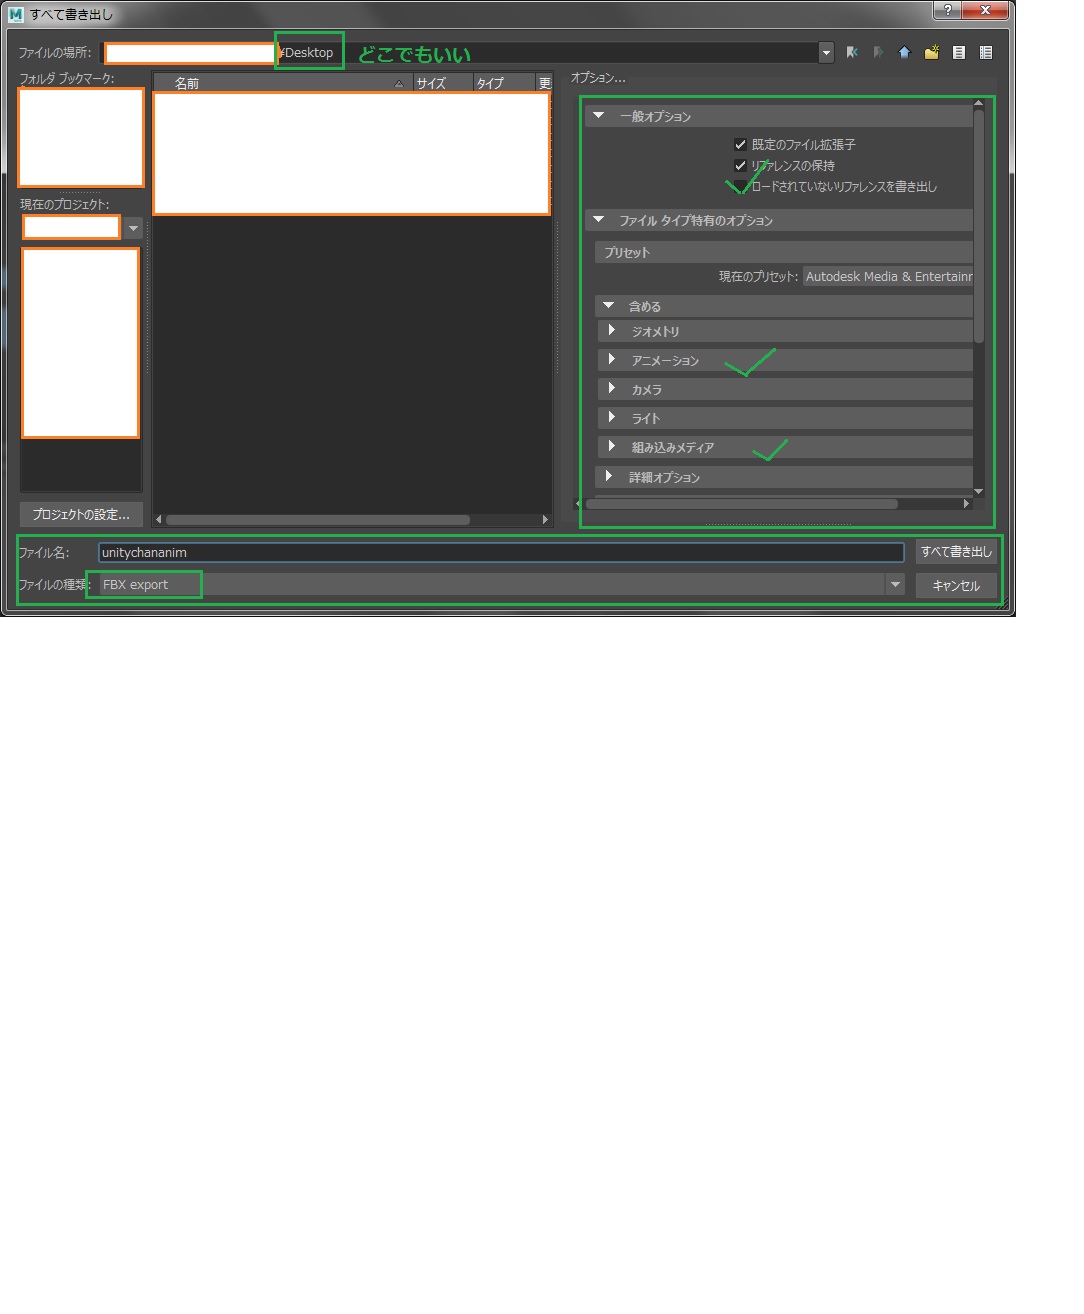 すべて書き出し
ファイルの場所:
¥Desktop
どこでもいい
フォルダ ブックマーク:
名前
サイズ
タイプ
オプション...
一般オプション
既定のファイル拡張子
リファレンスの保持
ロードされていないリファレンスを書き出し
現在のプロジェクト:
ファイル タイプ特有のオプション
プリセット
現在のプリセット: Autodesk Media & Entertain
含める
ジオメトリ
アニメーション
カメラ
ライト
組み込みメディア
詳細オプション
プロジェクトの設定...
ファイル名:
unitychananim
すべて書き出し
ファイルの種類:
FBX export
キャンセル